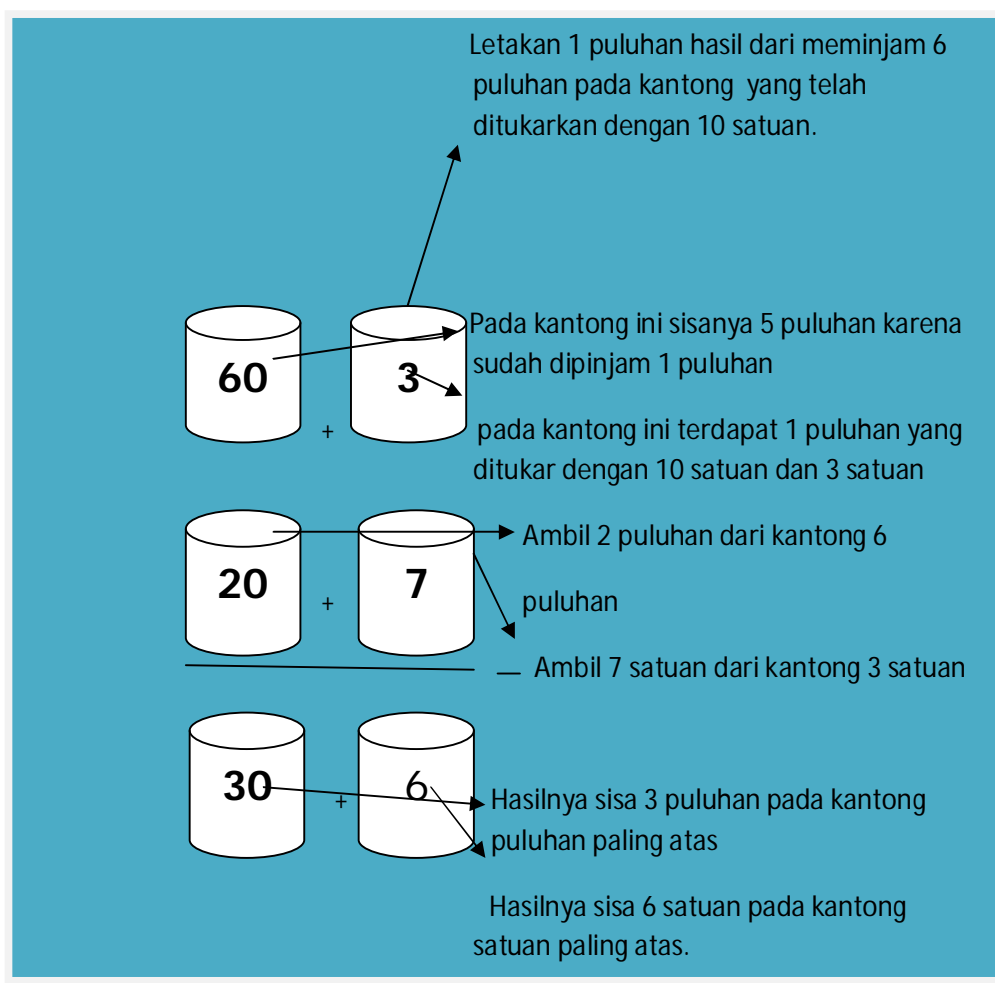 Letakan 1 puluhan hasil dari meminjam 6
puluhan pada kantong yang telah
ditukarkan dengan 10 satuan.
60 + 3
Pada kantong ini sisanya 5 puluhan karena
sudah dipinjam 1 puluhan
pada kantong ini terdapat 1 puluhan yang
ditukar dengan 10 satuan dan 3 satuan
20 + 7
Ambil 2 puluhan dari kantong 6
puluhan
— Ambil 7 satuan dari kantong 3 satuan
30 + 6
Hasilnya sisa 3 puluhan pada kantong
puluhan paling atas
Hasilnya sisa 6 satuan pada kantong
satuan paling atas.